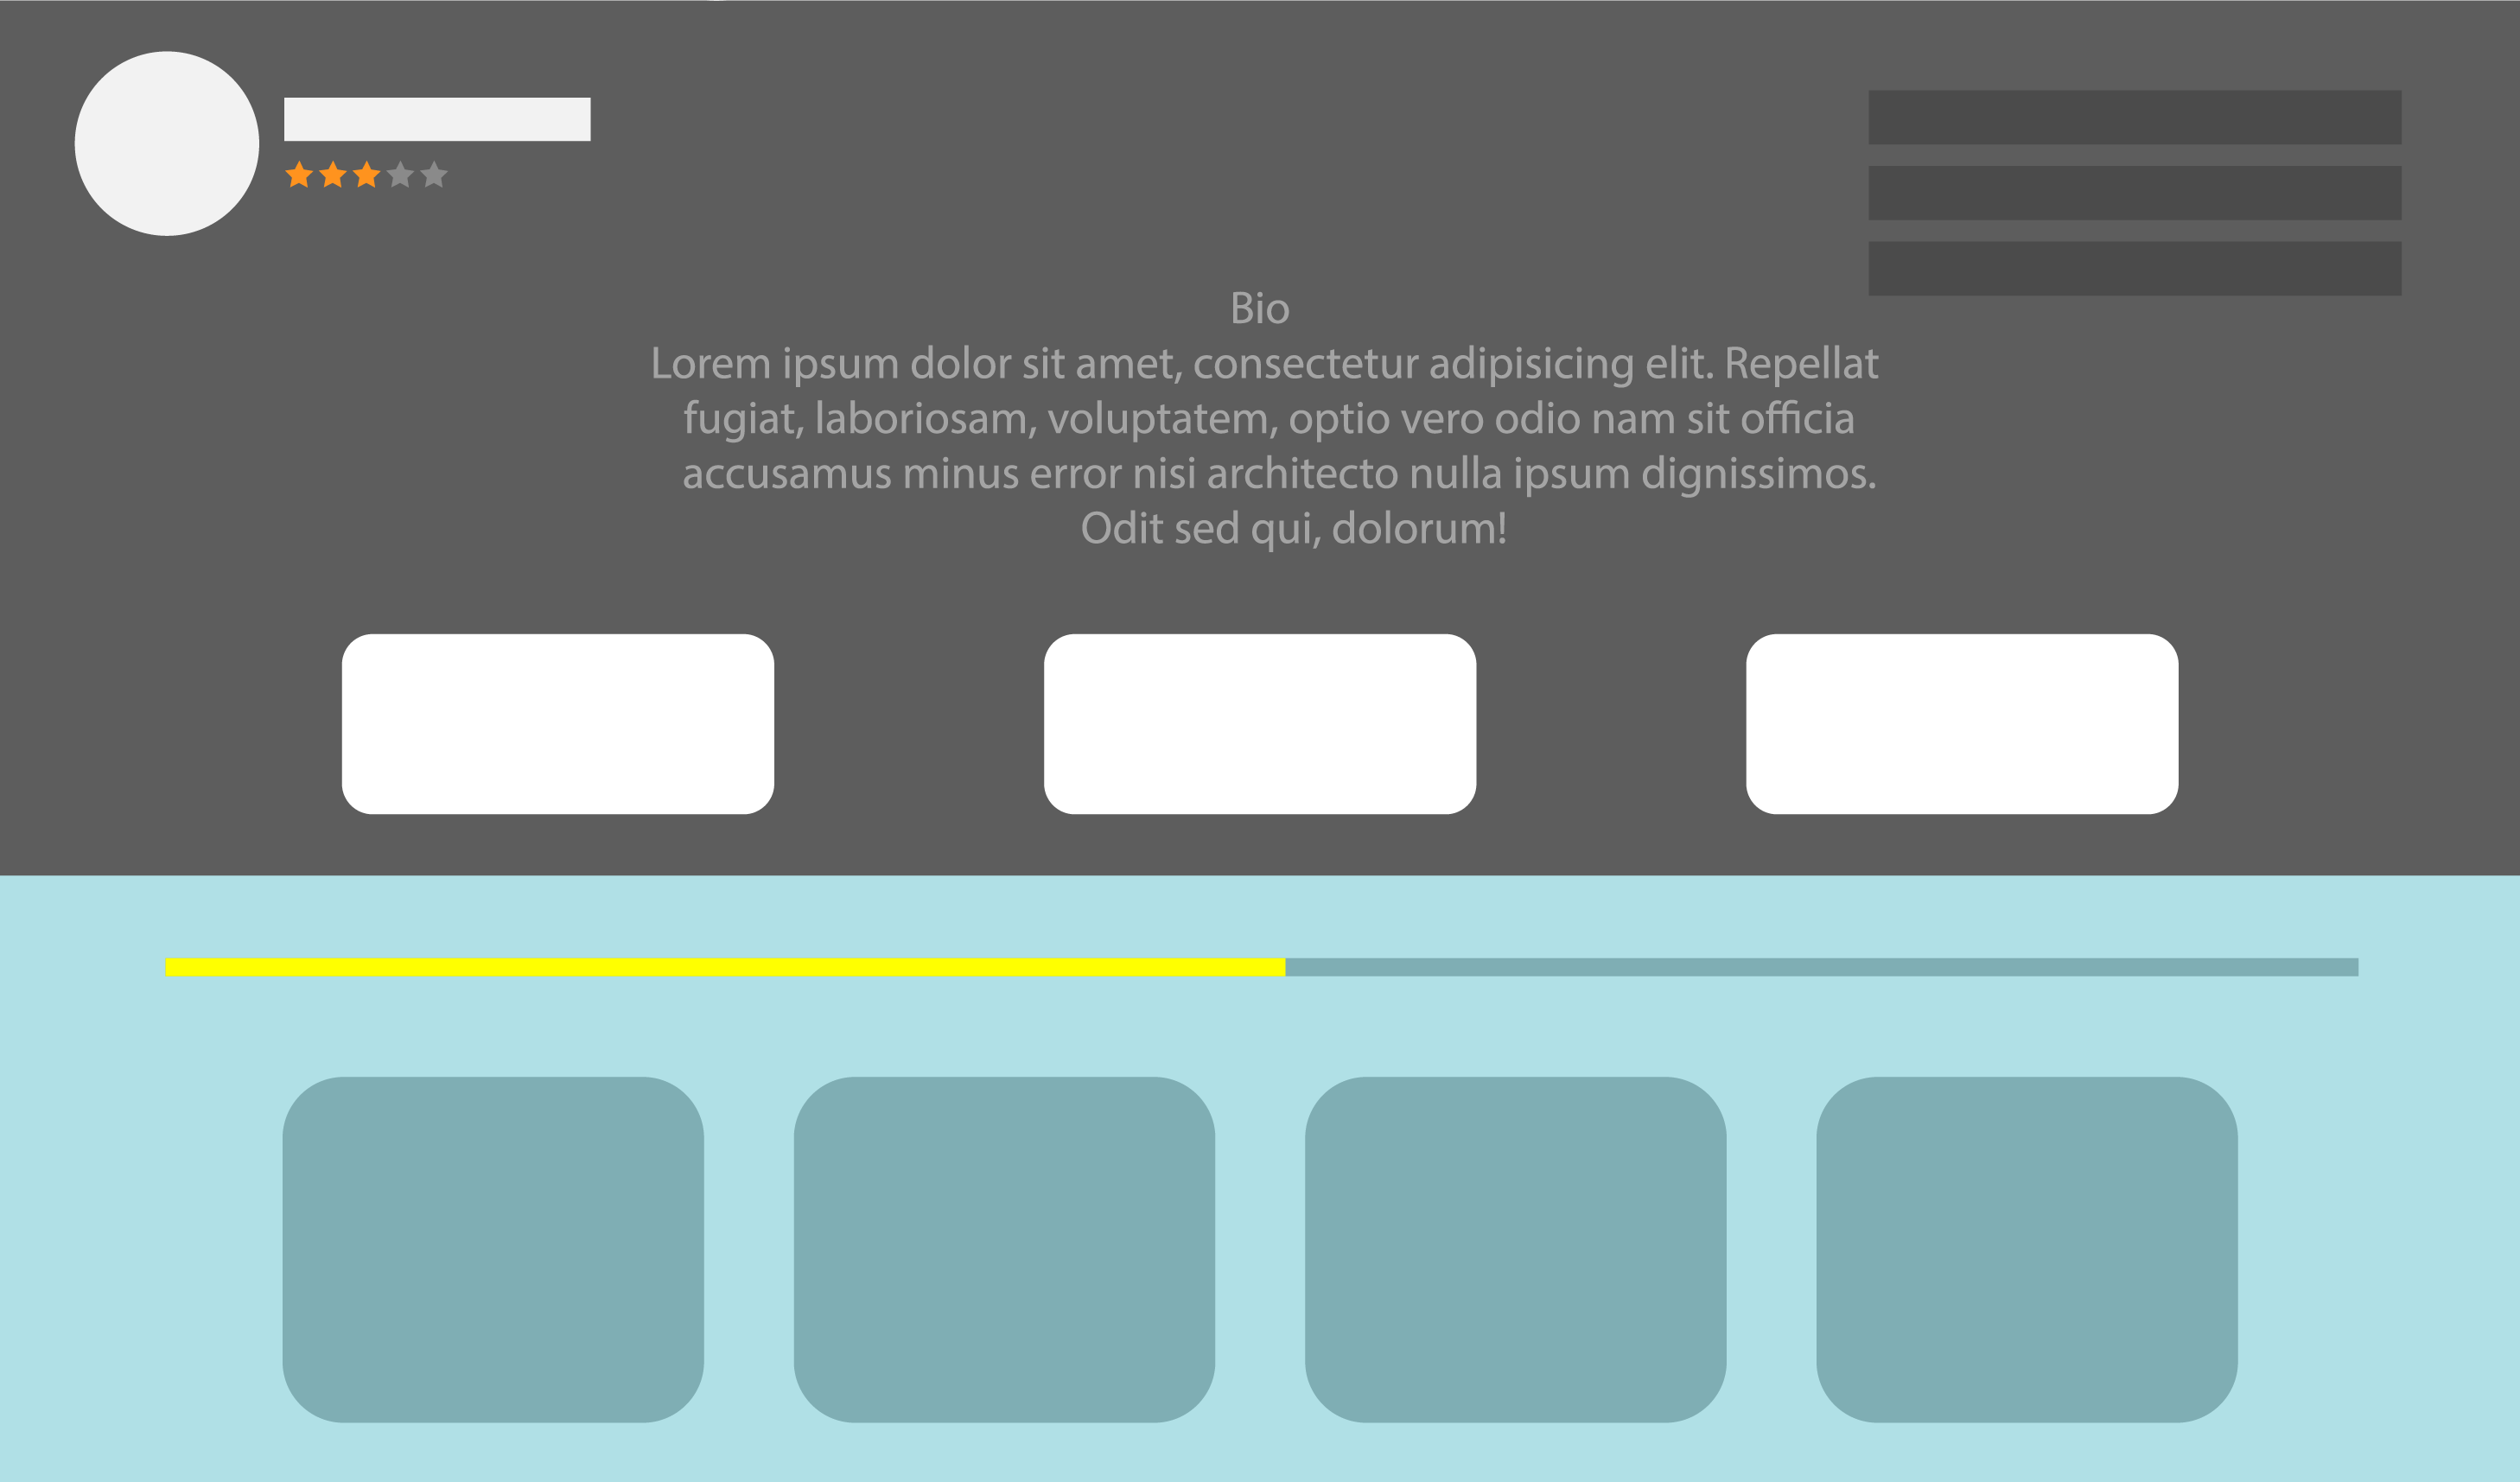 Bio
Lorem ipsum dolor sit amet, consectetur adipisicing elit. Repellat
fugiat, laboriosam, voluptatem, optio vero odio nam sit officia
accusamus minus error nisi architecto nulla ipsum dignissimos.
Odit sed qui, dolorum!